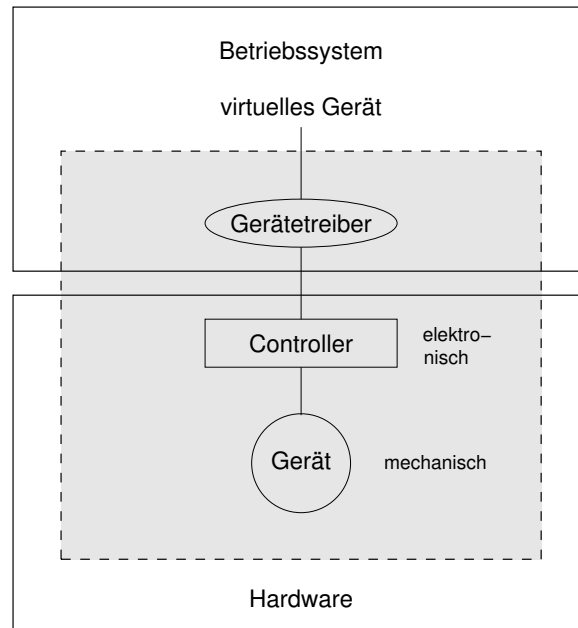 Betriebssystem
virtuelles Gerät
Gerätetreiber
Controller
elektro–
nisch
Gerät
mechanisch
Hardware